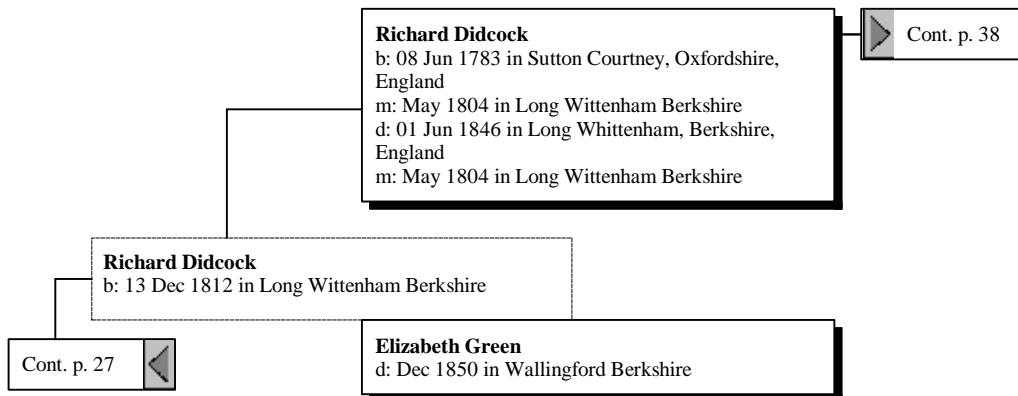 Richard Didcock
b: 08 Jun 1783 in Sutton Courtney, Oxfordshire,
England
m: May 1804 in Long Wittenham Berkshire
d: 01 Jun 1846 in Long Whittenham, Berkshire,
England
m: May 1804 in Long Wittenham Berkshire
Cont. p. 38
Richard Didcock
b: 13 Dec 1812 in Long Wittenham Berkshire
Cont. p. 27
Elizabeth Green
d: Dec 1850 in Wallingford Berkshire